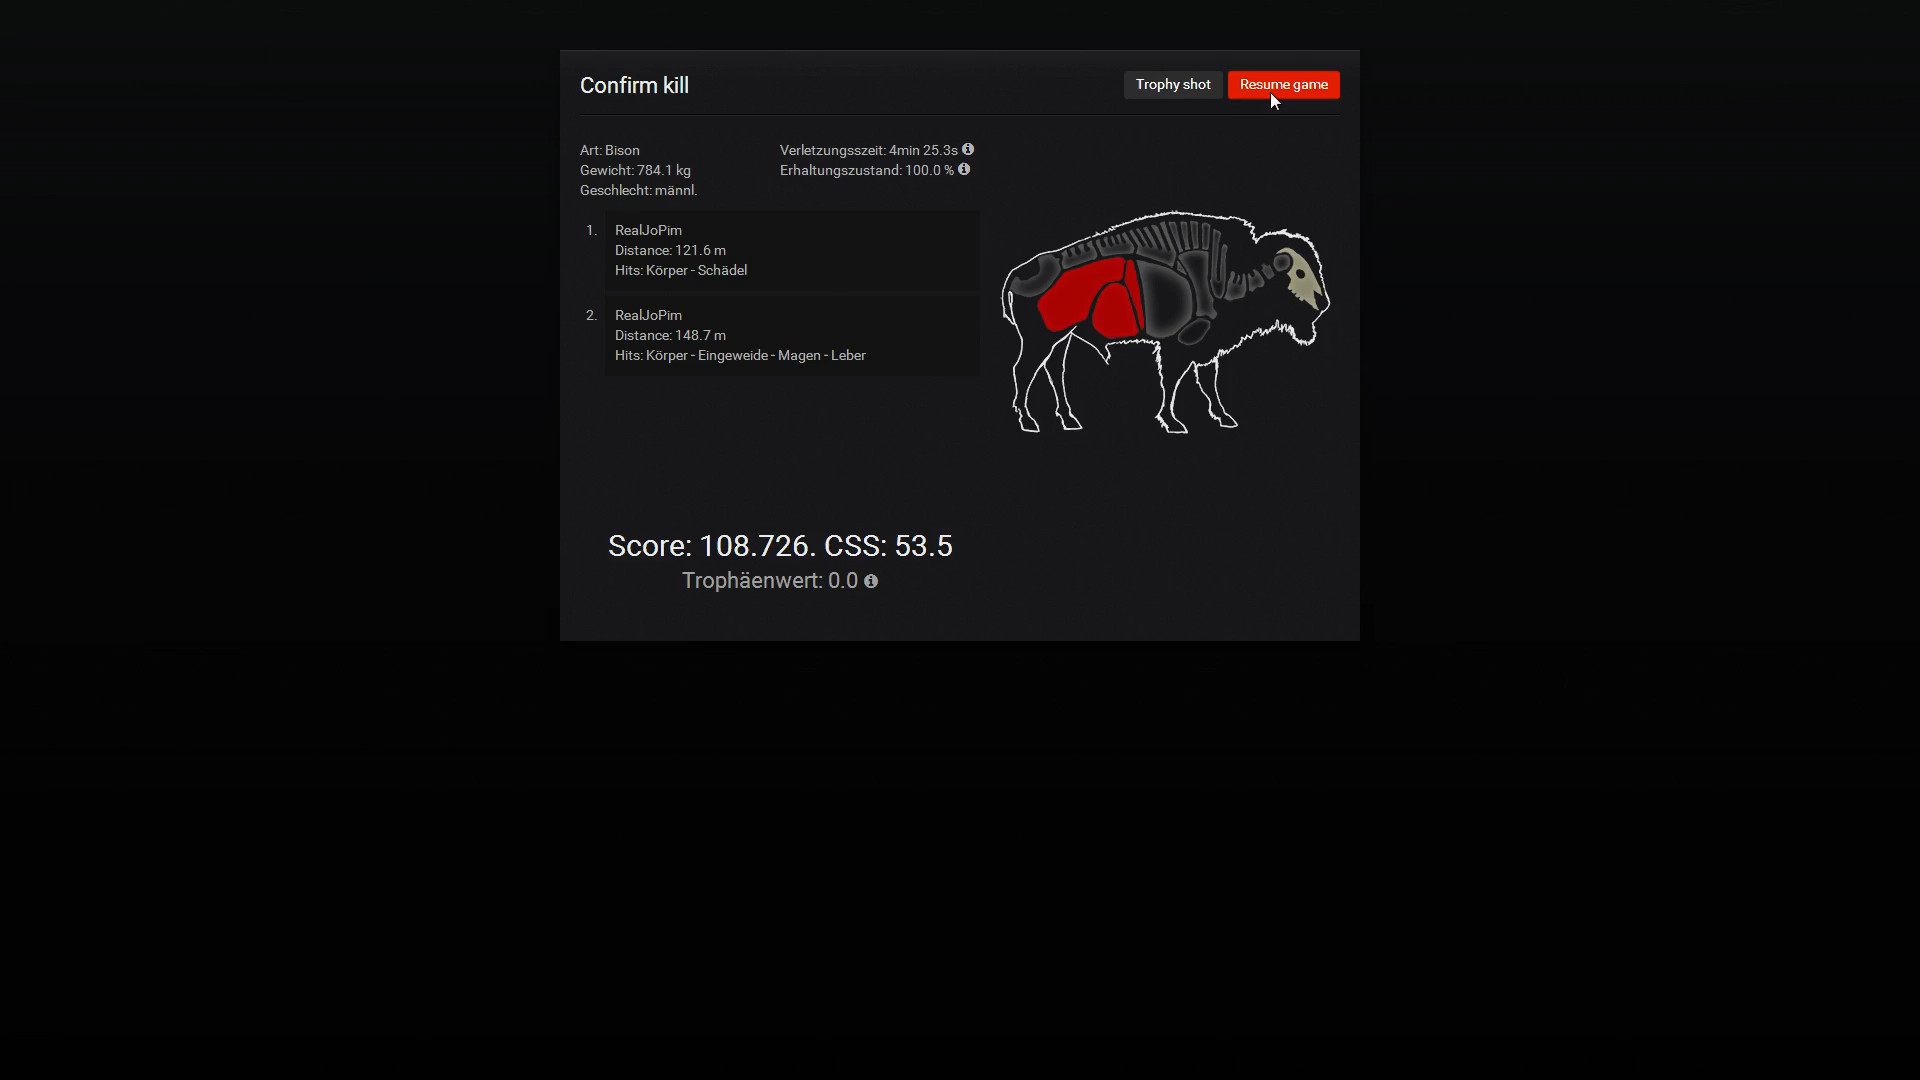 Confirm kill
Trophy shot
Resume game
Art: Bison
Gewicht: 784.1 kg
Geschlecht: männl.
Verletzungsszeit: 4min 25.3s
Erhaltungszustand: 100.0 %
1.
RealJoPim
Distance: 121.6 m
Hits: Körper - Schädel
2.
RealJoPim
Distance: 148.7 m
Hits: Körper - Eingeweide - Magen - Leber
Score: 108.726. CSS: 53.5
Trophäenwert: 0.0